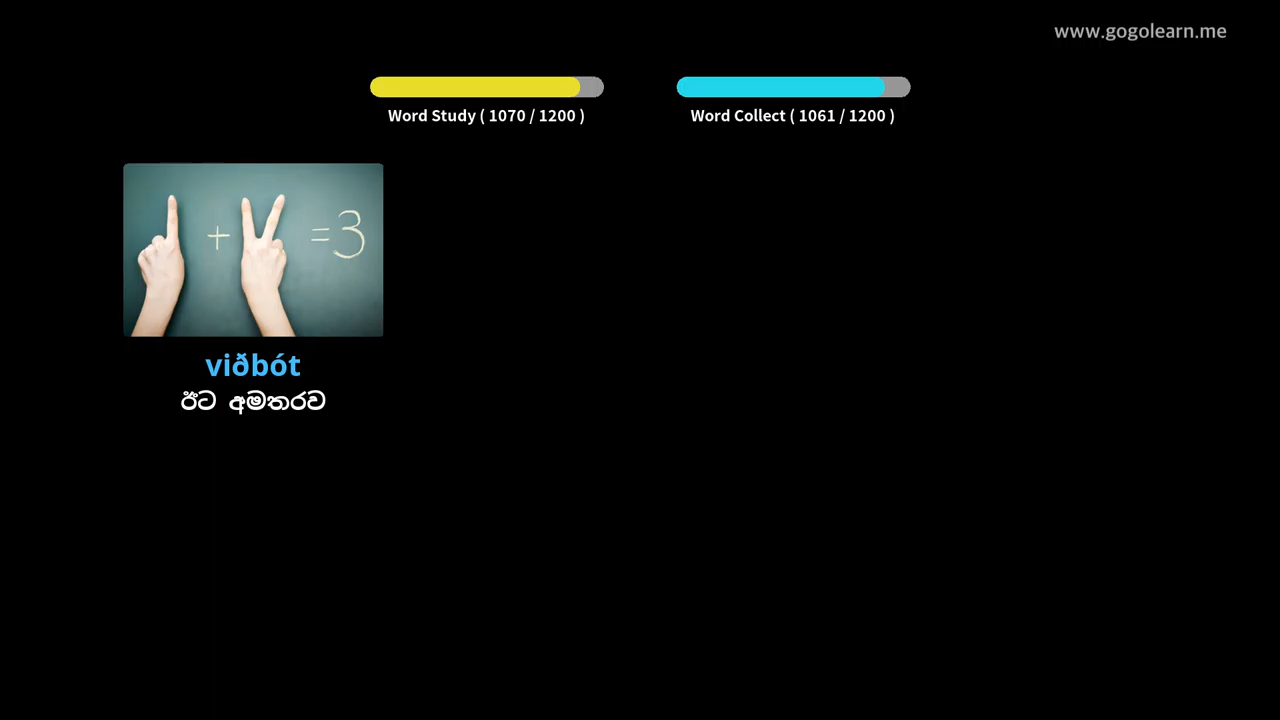 www.gogolearn.me
Word Study ( 1070 / 1200 )
Word Collect ( 1061 / 1200 )
+ =3
viðbót
ඊට අමතරව